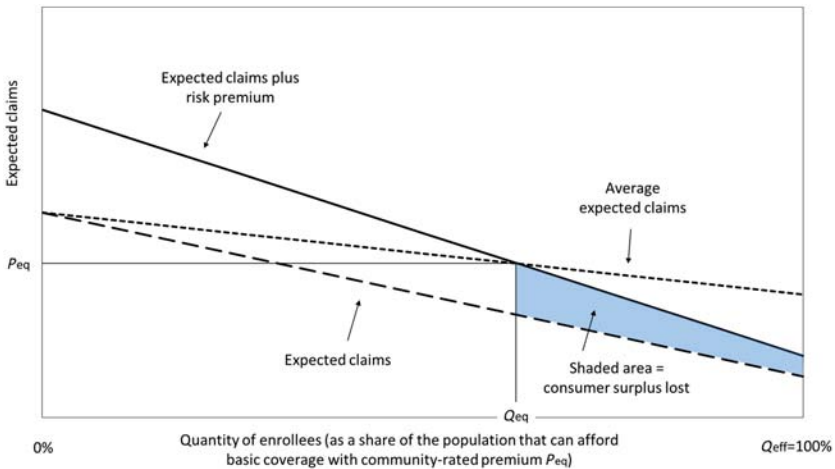 Expected claims
Expected claims plus
risk premium
Average
expected claims
Peq
Expected claims
Shaded area =
consumer surplus lost
Qeq
0%
Quantity of enrollees (as a share of the population that can afford
basic coverage with community-rated premium Peq)
Qeff=100%